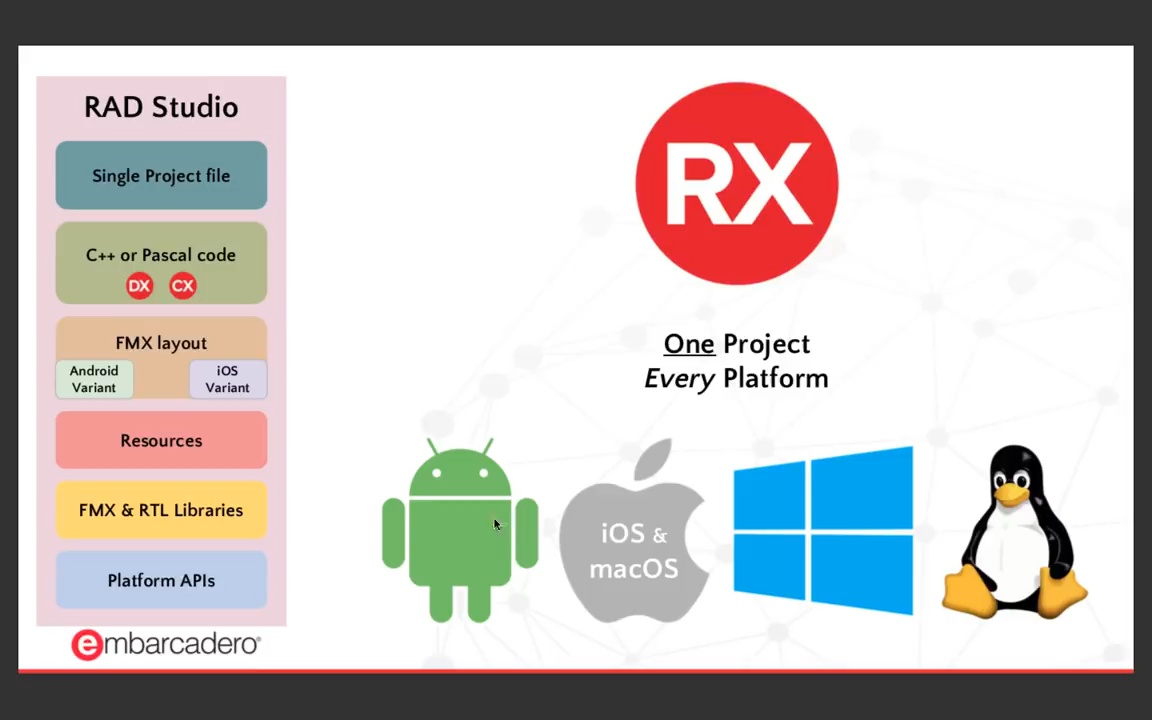 RAD Studio
Single Project file
C++ or Pascal code
DX CX
FMX layout
Android
Variant
iOS
Variant
Resources
FMX & RTL Libraries
Platform APIs
embarcadero®
RX
One Project
Every Platform
iOS &
macOS